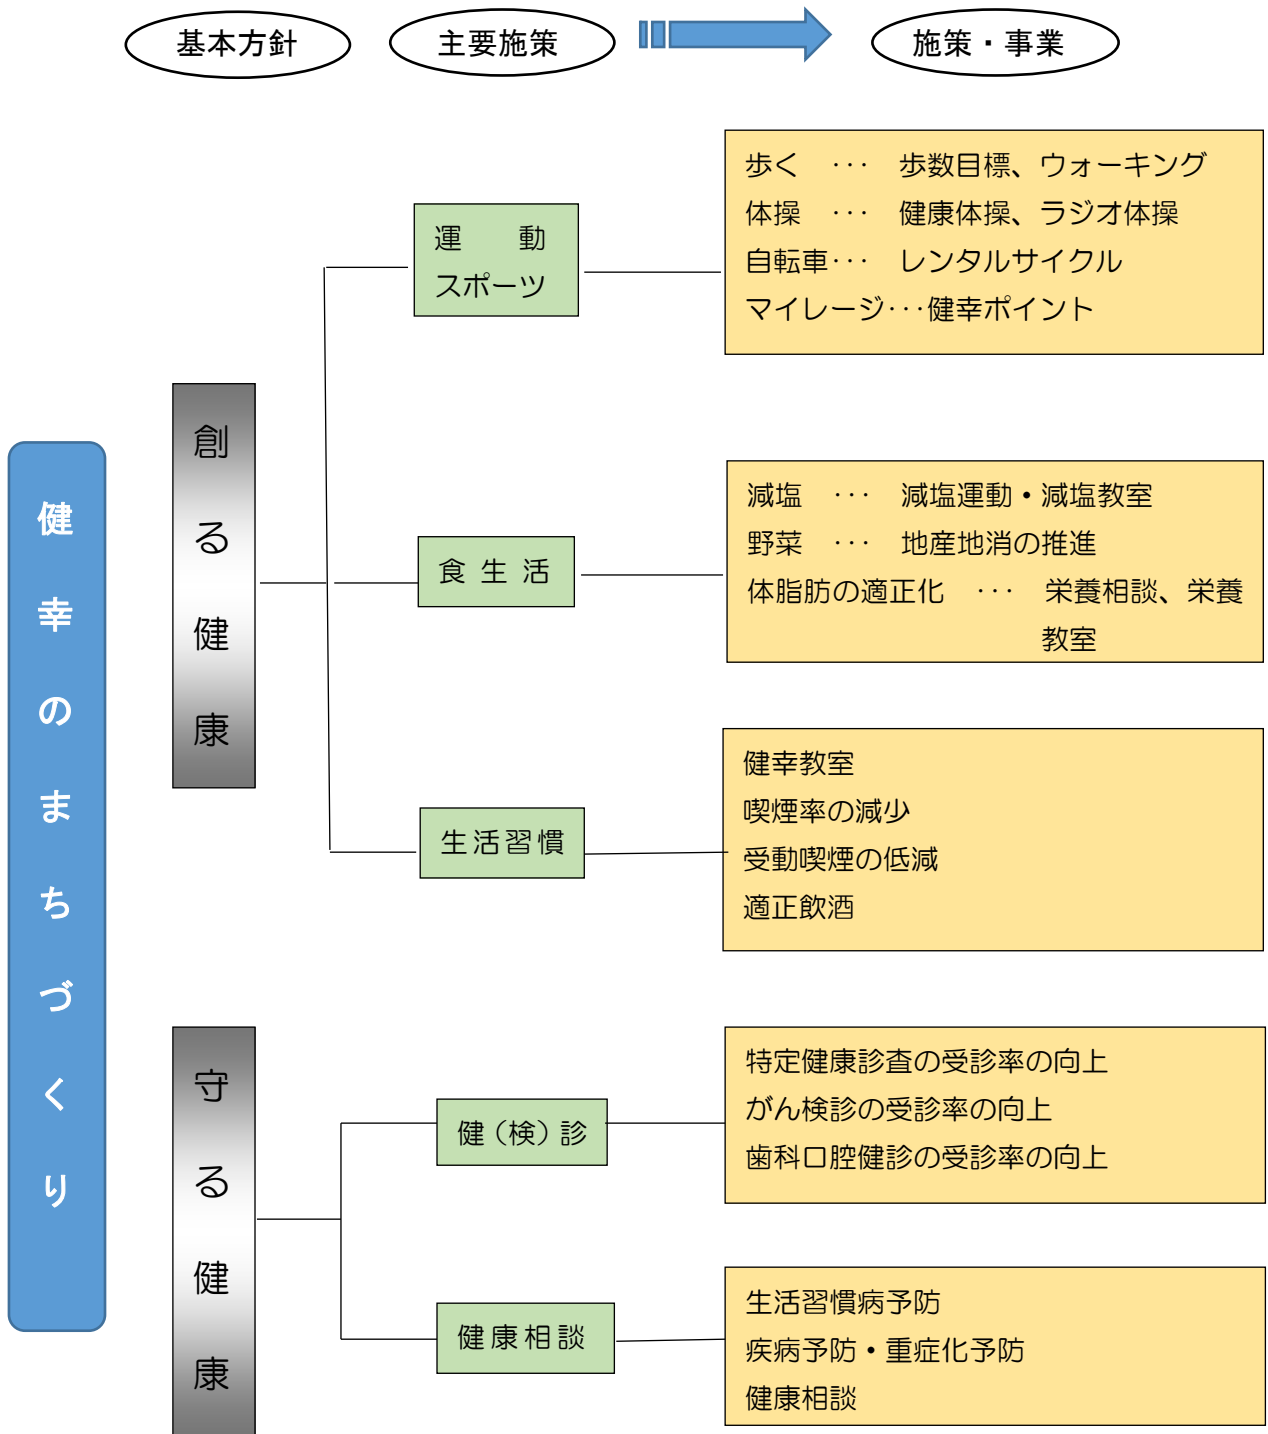 基本方針
主要施策
施策・事業
健幸のまちづくり
創る健康
運　動
スポーツ
歩く　･･･　歩数目標、ウォーキング
体操　･･･　健康体操、ラジオ体操
自転車･･･　レンタルサイクル
マイレージ･･･健幸ポイント
食生活
減塩　･･･　減塩運動・減塩教室
野菜　･･･　地産地消の推進
体脂肪の適正化　･･･　栄養相談、栄養
教室
生活習慣
健幸教室
喫煙率の減少
受動喫煙の低減
適正飲酒
守る健康
健（検）診
特定健康診査の受診率の向上
がん検診の受診率の向上
歯科口腔健診の受診率の向上
健康相談
生活習慣病予防
疾病予防・重症化予防
健康相談